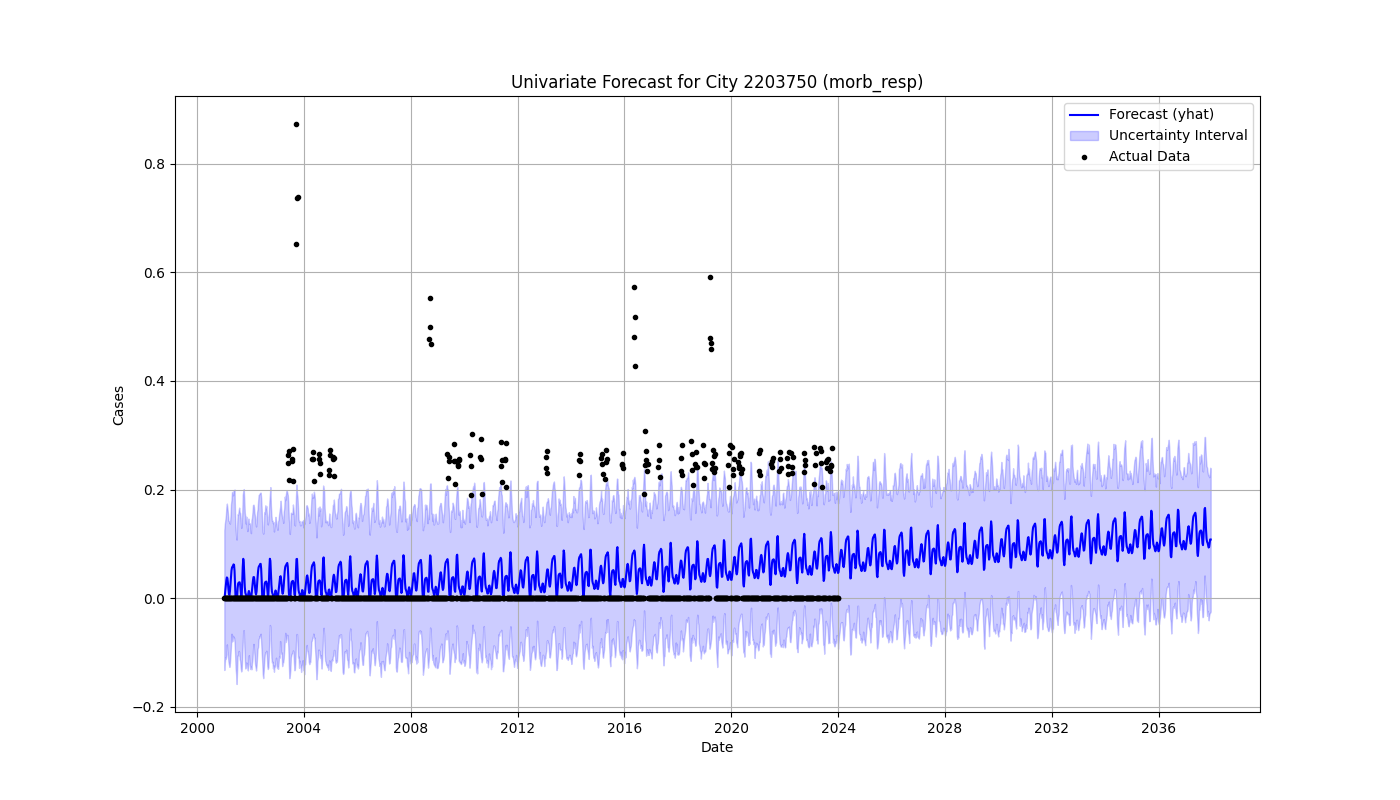 Univariate Forecast for City 2203750 (morb_resp)
Forecast (yhat)
Uncertainty Interval
Actual Data
Cases
0.8
0.6
0.4
0.2
0.0
−0.2
2000 2004 2008 2012 2016 2020 2024 2028 2032 2036
Date